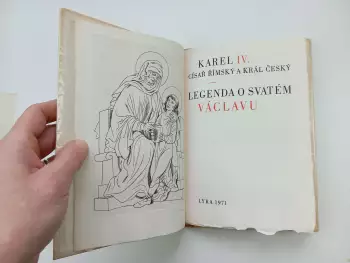 KAREL IV.
CÍSAŘ ŘÍMSKÝ A KRÁL ČESKÝ
LEGENDA O SVATÉM
VÁCLAVU
LYRA 1971